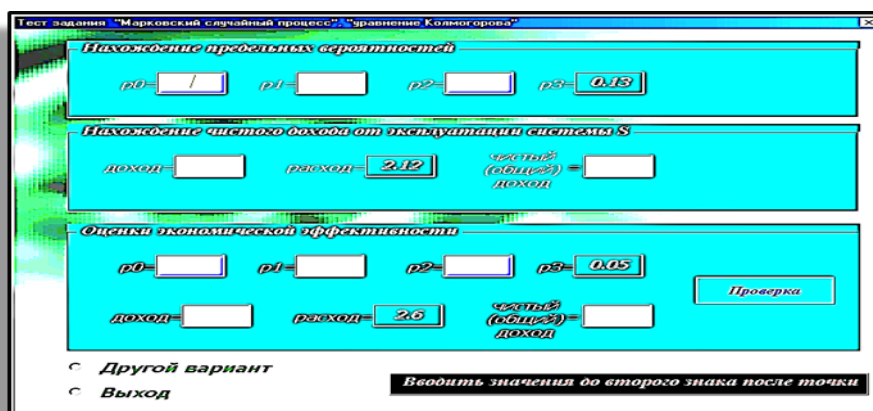 Тест задания "Марковский случайный процесс", "уравнение Колмогорова"
Нахождение предельных вероятностей
p0= / p1= p2= p3= 0.13
Нахождение чистого дохода от эксплуатации системы S
доход= расход= 2.12 чистый (общий) доход =
Оценки экономической эффективности
p0= p1= p2= p3= 0.05
Проверка
доход= расход= 2.6 чистый (общий) доход =
Другой вариант
Выход
Вводить значения до второго знака после точки